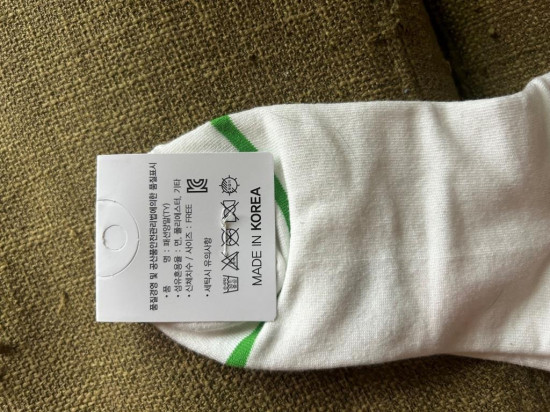 품질경영 및 공산품안전관리법에의한 품질표시
• 품 명 : 패션양말(TY)
• 섬유혼용율 : 면, 폴리에스터, 기타
• 신체치수 / 사이즈 : FREE
• 세탁시 유의사항
MADE IN KOREA